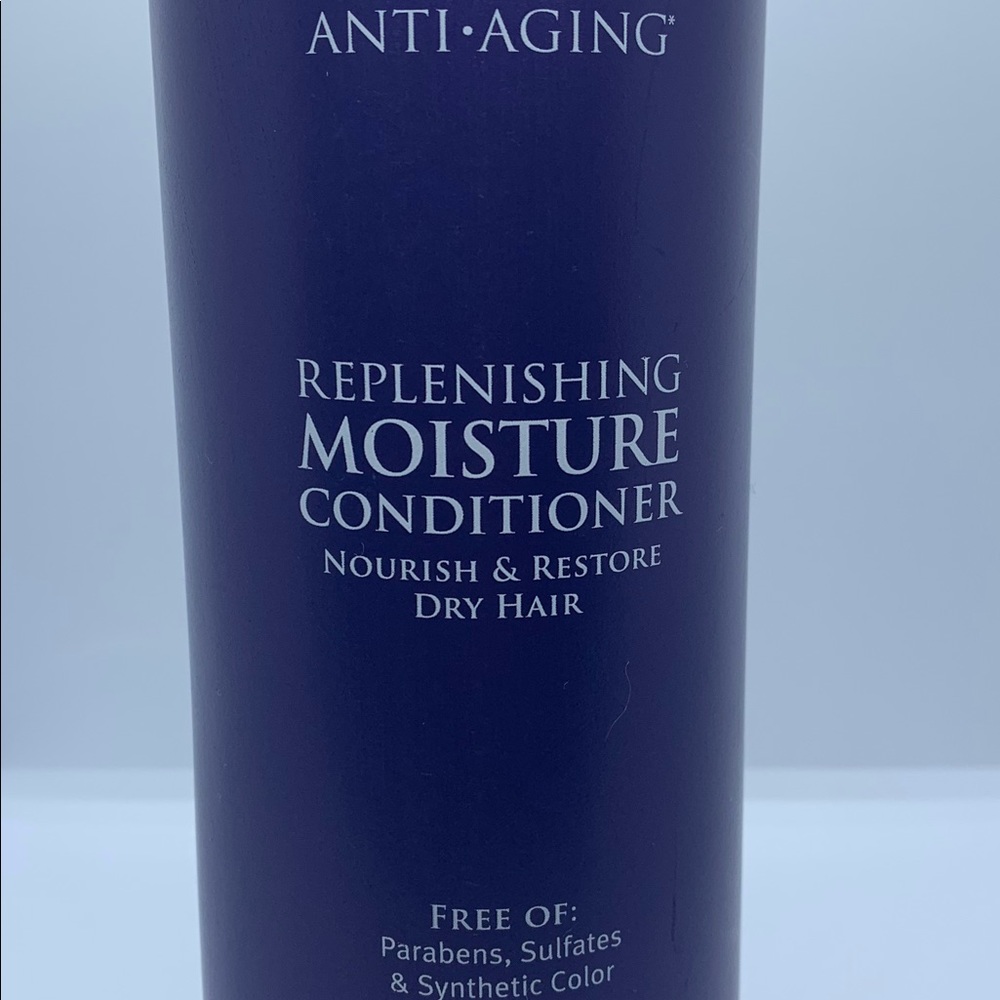 ANTI·AGING*
REPLENISHING
MOISTURE
CONDITIONER
NOURISH & RESTORE
DRY HAIR
FREE OF:
Parabens, Sulfates
& Synthetic Color